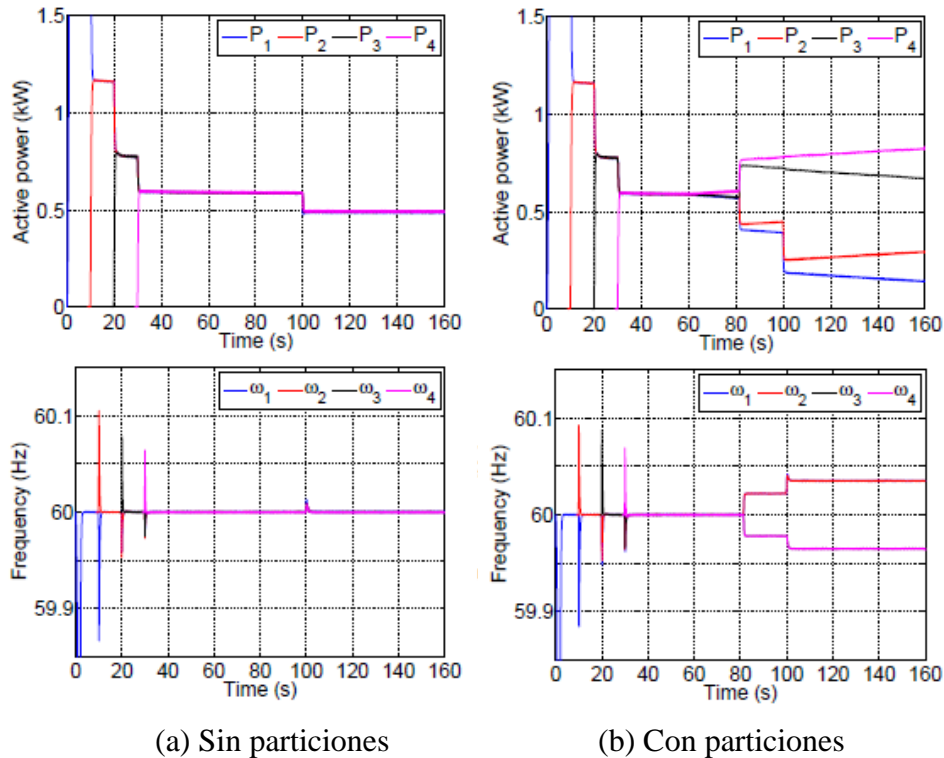 P1 P2 P3 P4
1.5
1
0.5
0
Active power (kW)
0 20 40 60 80 100 120 140 160
Time (s)
P1 P2 P3 P4
1.5
1
0.5
0
Active power (kW)
0 20 40 60 80 100 120 140 160
Time (s)
ω1 ω2 ω3 ω4
60.1
60
59.9
Frequency (Hz)
0 20 40 60 80 100 120 140 160
Time (s)
ω1 ω2 ω3 ω4
60.1
60
59.9
Frequency (Hz)
0 20 40 60 80 100 120 140 160
Time (s)
(a) Sin particiones
(b) Con particiones